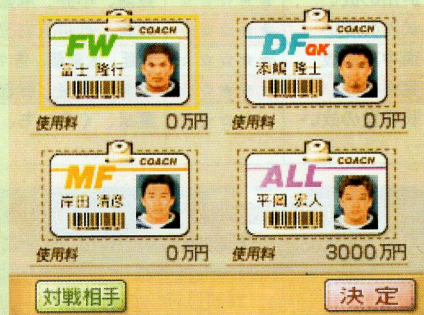 COACH
FW
富士 隆行
使用料 0万円
COACH
DFGK
添嶋 隆士
使用料 0万円
COACH
MF
岸田 清彦
使用料 0万円
COACH
ALL
平岡 宏人
使用料 3000万円
対戦相手
決定